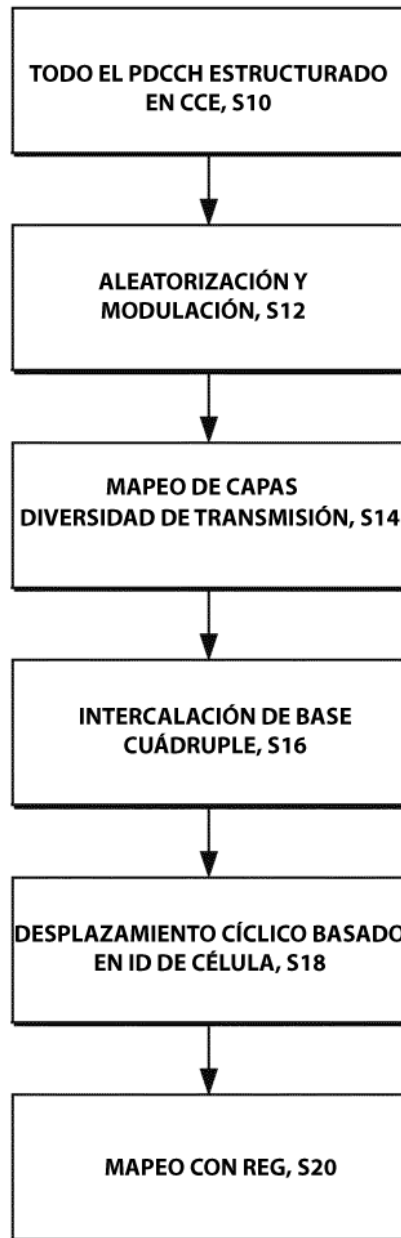 TODO EL PDCCH ESTRUCTURADO
EN CCE, S10
ALEATORIZACIÓN Y
MODULACIÓN, S12
MAPEO DE CAPAS
DIVERSIDAD DE TRANSMISIÓN, S14
INTERCALACIÓN DE BASE
CUÁDRUPLE, S16
DESPLAZAMIENTO CÍCLICO BASADO
EN ID DE CÉLULA, S18
MAPEO CON REG, S20